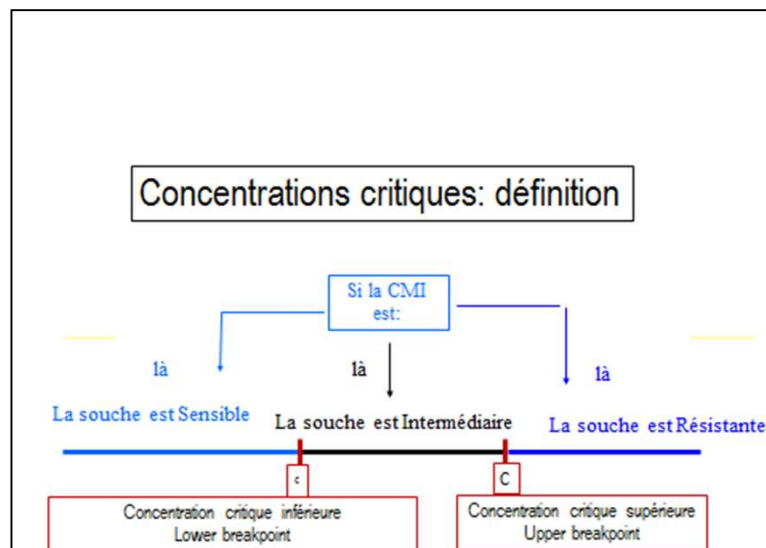 Concentrations critiques: définition
Si la CMI
est:
là
là
là
La souche est Sensible
La souche est Intermédiaire
La souche est Résistante
c
C
Concentration critique inférieure
Lower breakpoint
Concentration critique supérieure
Upper breakpoint